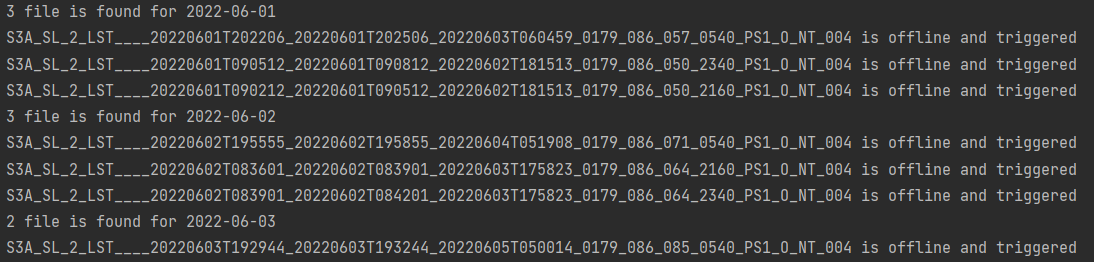 3 file is found for 2022-06-01
S3A_SL_2_LST____20220601T202206_20220601T202506_20220603T060459_0179_086_057_0540_PS1_O_NT_004 is offline and triggered
S3A_SL_2_LST____20220601T090512_20220601T090812_20220602T181513_0179_086_050_2340_PS1_O_NT_004 is offline and triggered
S3A_SL_2_LST____20220601T090212_20220601T090512_20220602T181513_0179_086_050_2160_PS1_O_NT_004 is offline and triggered
3 file is found for 2022-06-02
S3A_SL_2_LST____20220602T195555_20220602T195855_20220604T051908_0179_086_071_0540_PS1_O_NT_004 is offline and triggered
S3A_SL_2_LST____20220602T083601_20220602T083901_20220603T175823_0179_086_064_2160_PS1_O_NT_004 is offline and triggered
S3A_SL_2_LST____20220602T083901_20220602T084201_20220603T175823_0179_086_064_2340_PS1_O_NT_004 is offline and triggered
2 file is found for 2022-06-03
S3A_SL_2_LST____20220603T192944_20220603T193244_20220605T050014_0179_086_085_0540_PS1_O_NT_004 is offline and triggered